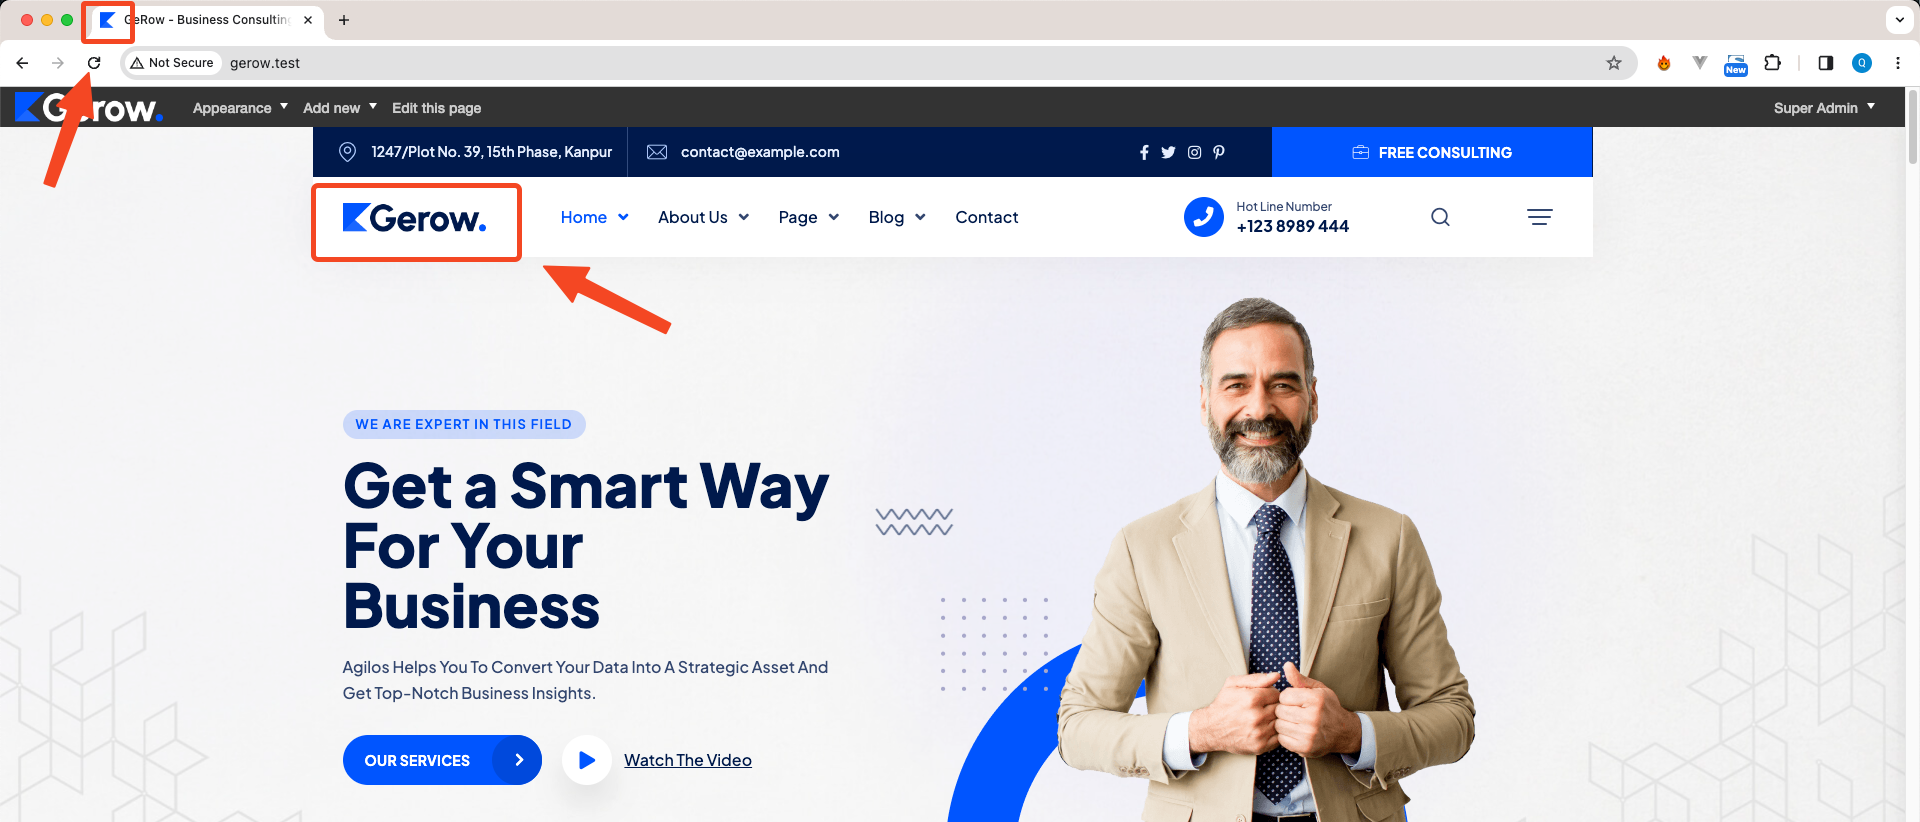 GeRow - Business Consulting
Not Secure
gerow.test
New
Q
Gerow.
Appearance
Add new
Edit this page
Super Admin
1247/Plot No. 39, 15th Phase, Kanpur
contact@example.com
FREE CONSULTING
Gerow.
Home
About Us
Page
Blog
Contact
Hot Line Number
+123 8989 444
WE ARE EXPERT IN THIS FIELD
Get a Smart Way
For Your
Business
Agilos Helps You To Convert Your Data Into A Strategic Asset And
Get Top-Notch Business Insights.
OUR SERVICES
Watch The Video